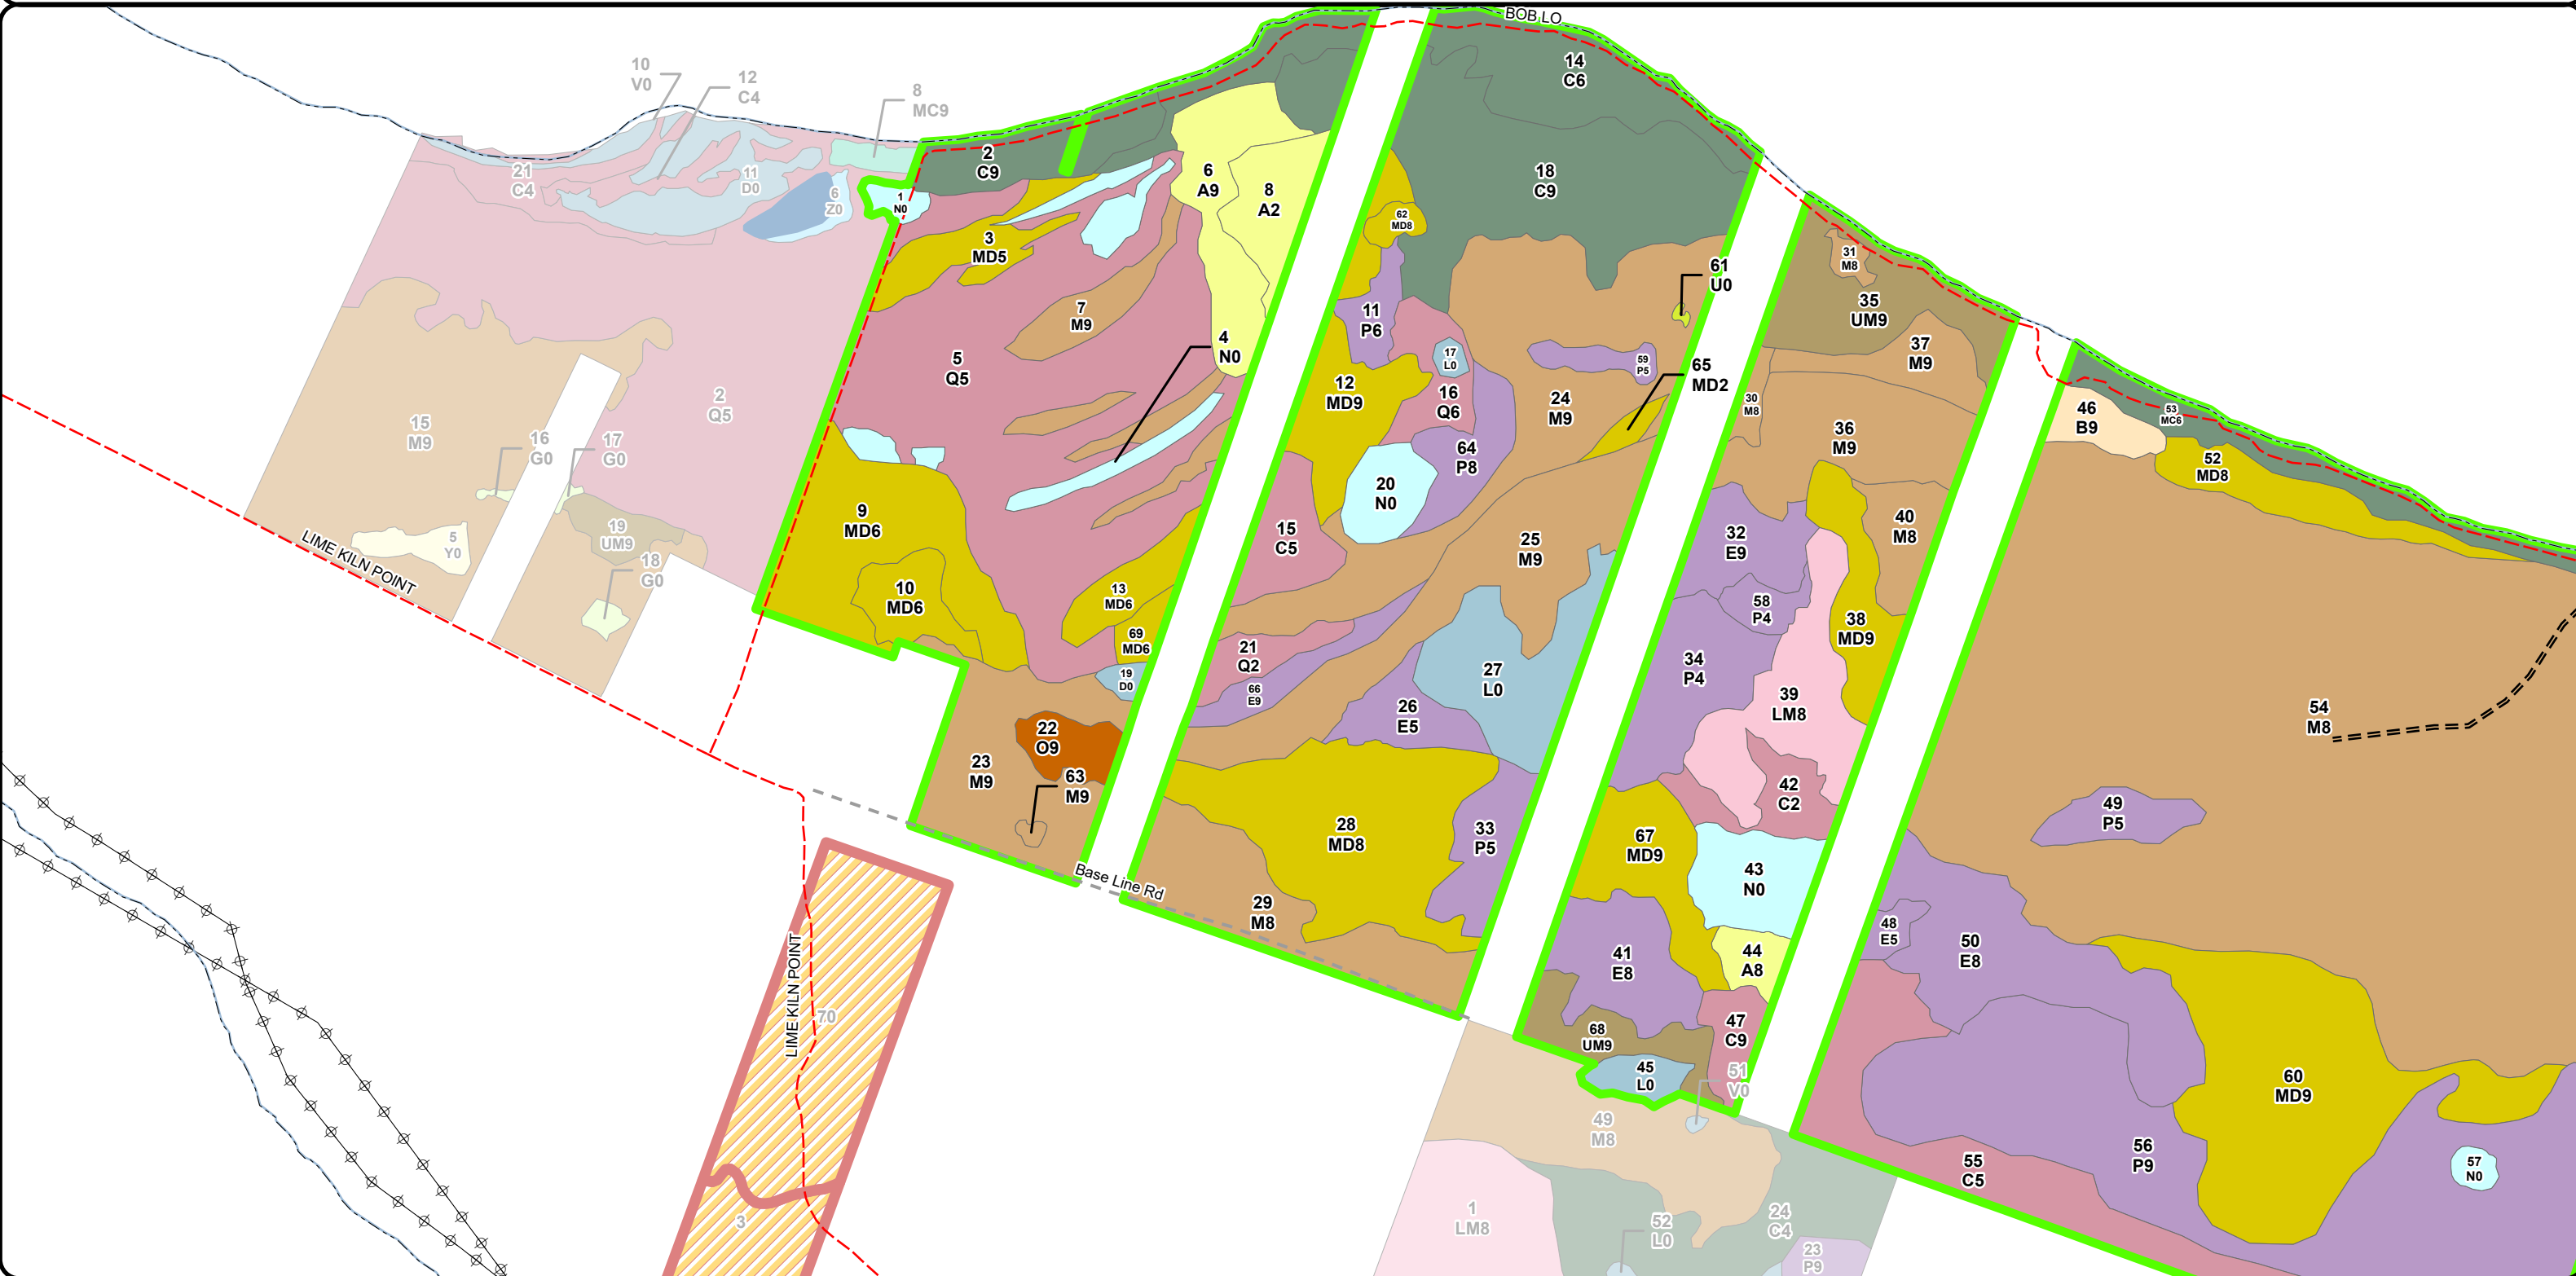 BOB LO
10
V0
12
C4
8
MC9
21
C4
11
D0
6
Z0
1
N0
2
C9
14
C6
6
A9
8
A2
18
C9
62
MD8
3
MD5
31
M8
61
U0
35
UM9
7
M9
11
P6
4
N0
17
L0
59
P5
37
M9
5
Q5
65
MD2
12
MD9
16
Q6
24
M9
30
M8
2
Q5
15
M9
46
B9
53
MC6
36
M9
16
G0
17
G0
64
P8
52
MD8
20
N0
9
MD6
19
UM9
5
Y0
15
C5
25
M9
32
E9
40
M8
LIME KILN POINT
18
G0
10
MD6
13
MD6
58
P4
69
MD6
38
MD9
21
Q2
34
P4
27
L0
19
D0
66
E9
39
LM8
26
E5
54
M8
22
O9
23
M9
63
M9
42
C2
49
P5
28
MD8
33
P5
67
MD9
43
N0
Base Line Rd
29
M8
48
E5
50
E8
41
E8
44
A8
LIME KILN POINT
70
68
UM9
47
C9
45
L0
51
V0
60
MD9
49
M8
56
P9
55
C5
57
N0
3
1
LM8
52
L0
24
C4
23
P9